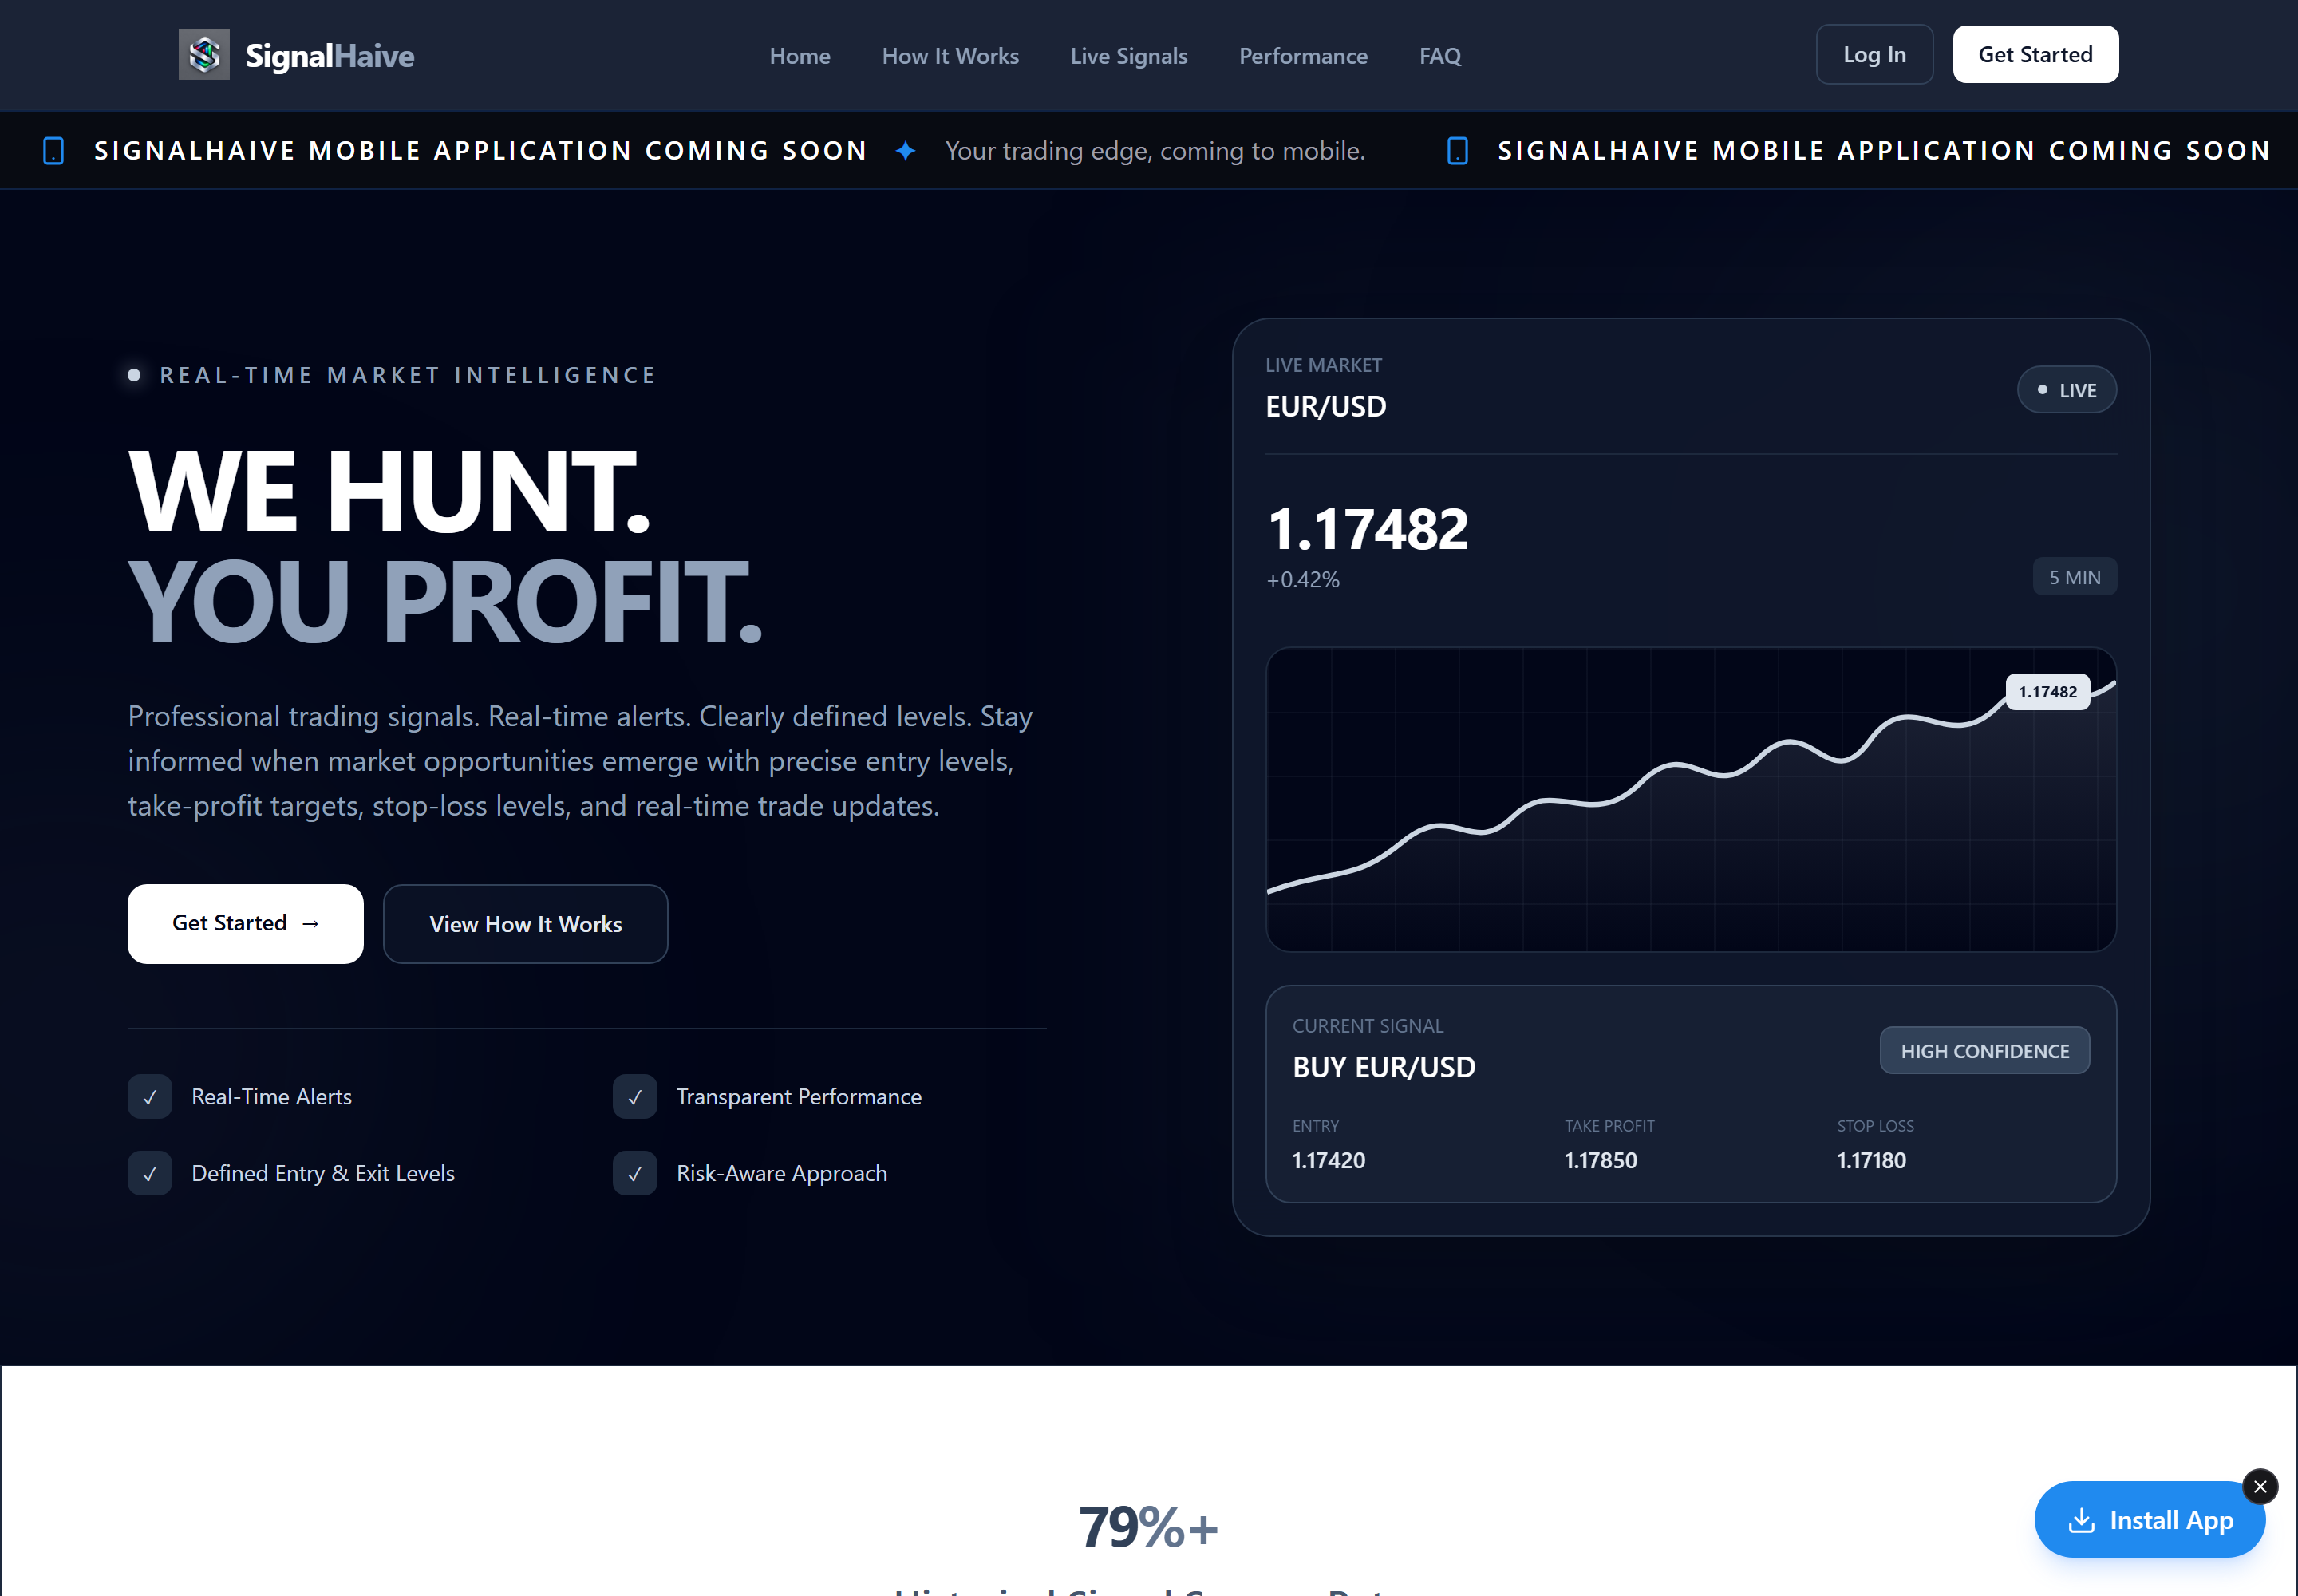 SignalHaive
Home
How It Works
Live Signals
Performance
FAQ
Log In
Get Started
SIGNALHAIVE MOBILE APPLICATION COMING SOON
Your trading edge, coming to mobile.
SIGNALHAIVE MOBILE APPLICATION COMING SOON
REAL-TIME MARKET INTELLIGENCE
WE HUNT.
YOU PROFIT.
Professional trading signals. Real-time alerts. Clearly defined levels. Stay
informed when market opportunities emerge with precise entry levels,
take-profit targets, stop-loss levels, and real-time trade updates.
Get Started →
View How It Works
✓ Real-Time Alerts
✓ Transparent Performance
✓ Defined Entry & Exit Levels
✓ Risk-Aware Approach
LIVE MARKET
EUR/USD
LIVE
1.17482
+0.42%
5 MIN
1.17482
CURRENT SIGNAL
BUY EUR/USD
HIGH CONFIDENCE
ENTRY
1.17420
TAKE PROFIT
1.17850
STOP LOSS
1.17180
79%+
Install App